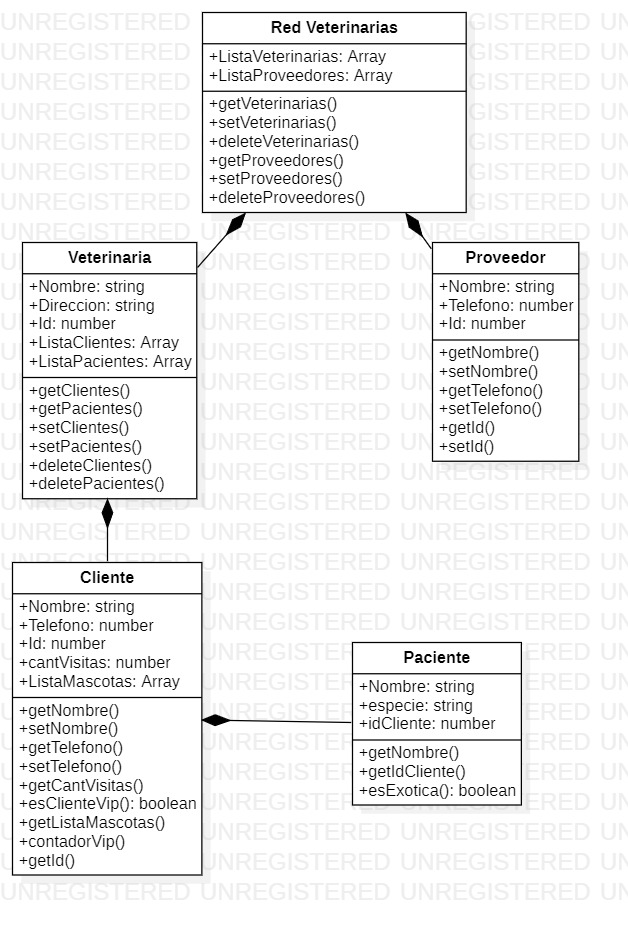 Red Veterinarias
+ListaVeterinarias: Array
+ListaProveedores: Array
+getVeterinarias()
+setVeterinarias()
+deleteVeterinarias()
+getProveedores()
+setProveedores()
+deleteProveedores()
Veterinaria
+Nombre: string
+Direccion: string
+Id: number
+ListaClientes: Array
+ListaPacientes: Array
+getClientes()
+getPacientes()
+setClientes()
+setPacientes()
+deleteClientes()
+deletePacientes()
Proveedor
+Nombre: string
+Telefono: number
+Id: number
+getNombre()
+setNombre()
+getTelefono()
+setTelefono()
+getId()
+setId()
Cliente
+Nombre: string
+Telefono: number
+Id: number
+cantVisitas: number
+ListaMascotas: Array
+getNombre()
+setNombre()
+getTelefono()
+setTelefono()
+getCantVisitas()
+esClienteVip(): boolean
+getListaMascotas()
+contadorVip()
+getId()
Paciente
+Nombre: string
+especie: string
+idCliente: number
+getNombre()
+getIdCliente()
+esExotica(): boolean
UNREGISTERED